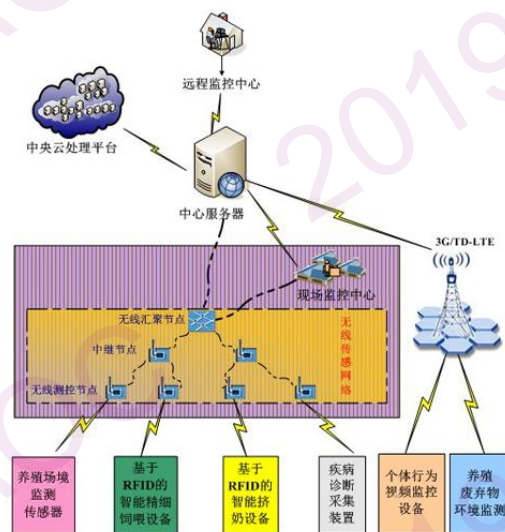 远程监控中心
中央云处理平台
中心服务器
3G/TD-LTE
现场监控中心
无线汇聚节点
无线传感网络
中继节点
无线测控节点
养殖场境
监测
传感器
基于
RFID的
智能精细
饲喂设备
基于
RFID的
智能挤
奶设备
疾病
诊断
采集
装置
个体行为
视频监控
设备
养殖
废弃物
环境监测
2019